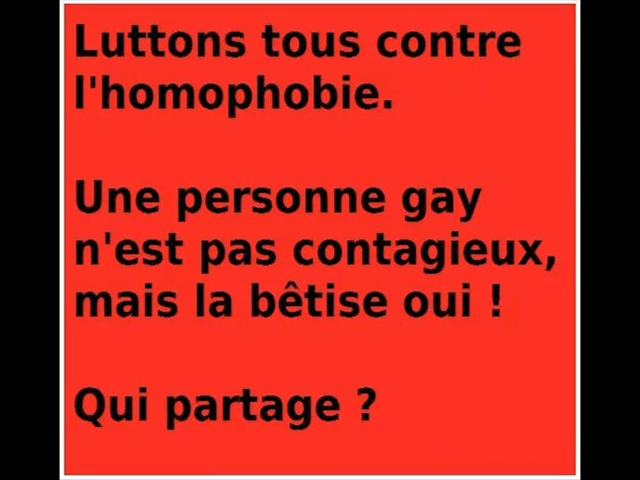 Luttons tous contre
l'homophobie.
Une personne gay
n'est pas contagieux,
mais la bêtise oui !
Qui partage ?